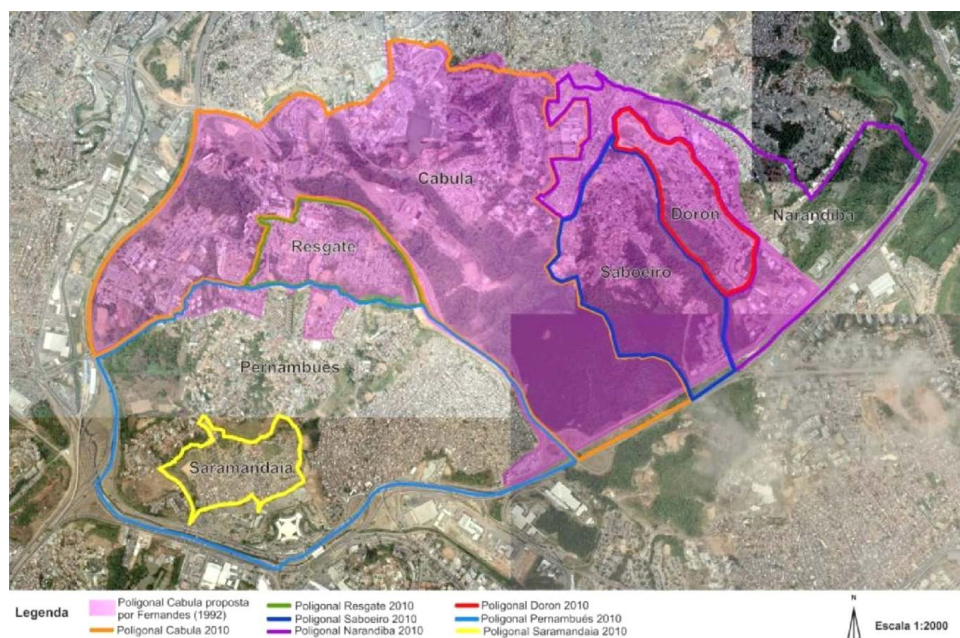 Cabula
Doron
Narandiba
Resgate
Saboeiro
Pernambués
Saramandaia
Legenda
Poligonal Cabula proposta
por Fernandes (1992)
Poligonal Cabula 2010
Poligonal Resgate 2010
Poligonal Saboeiro 2010
Poligonal Narandiba 2010
Poligonal Doron 2010
Poligonal Pernambués 2010
Poligonal Saramandaia 2010
N
Escala 1:2000